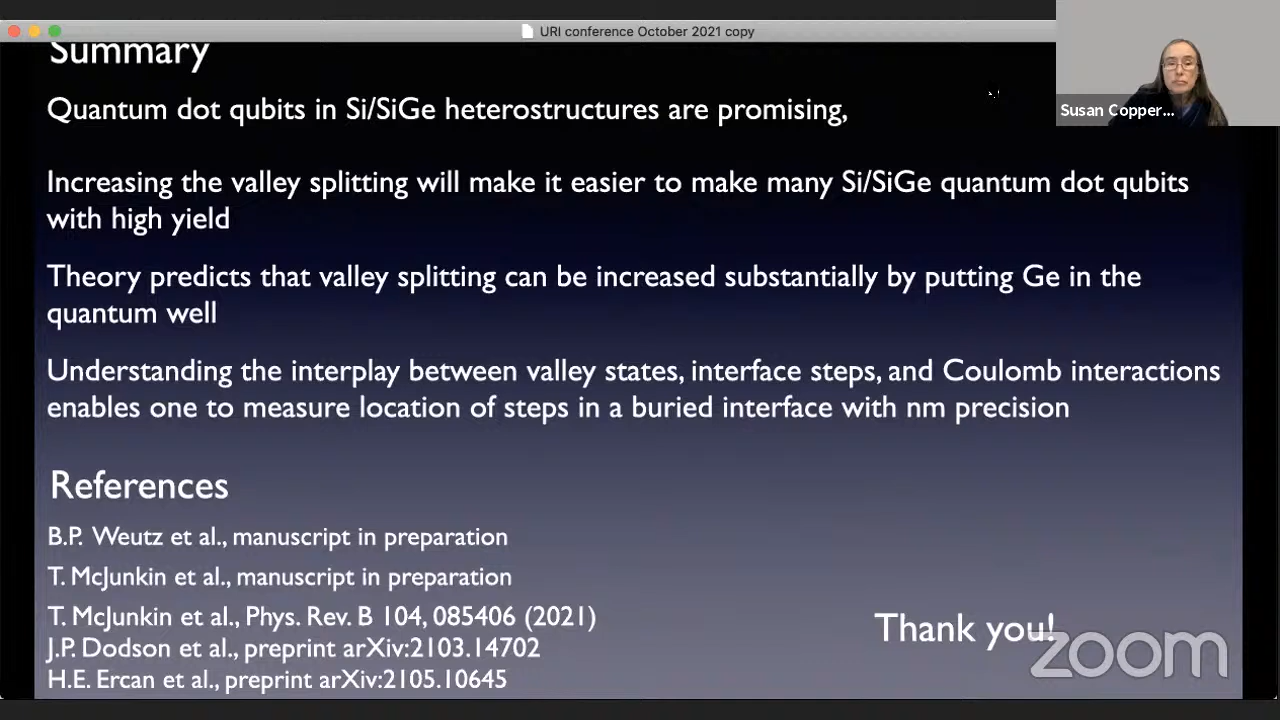 URI conference October 2021 copy
Summary
Susan Copper...
Quantum dot qubits in Si/SiGe heterostructures are promising,
Increasing the valley splitting will make it easier to make many Si/SiGe quantum dot qubits
with high yield
Theory predicts that valley splitting can be increased substantially by putting Ge in the
quantum well
Understanding the interplay between valley states, interface steps, and Coulomb interactions
enables one to measure location of steps in a buried interface with nm precision
References
B.P. Weutz et al., manuscript in preparation
T. McJunkin et al., manuscript in preparation
T. McJunkin et al., Phys. Rev. B 104, 085406 (2021)
J.P. Dodson et al., preprint arXiv:2103.14702
H.E. Ercan et al., preprint arXiv:2105.10645
Thank you!
zoom